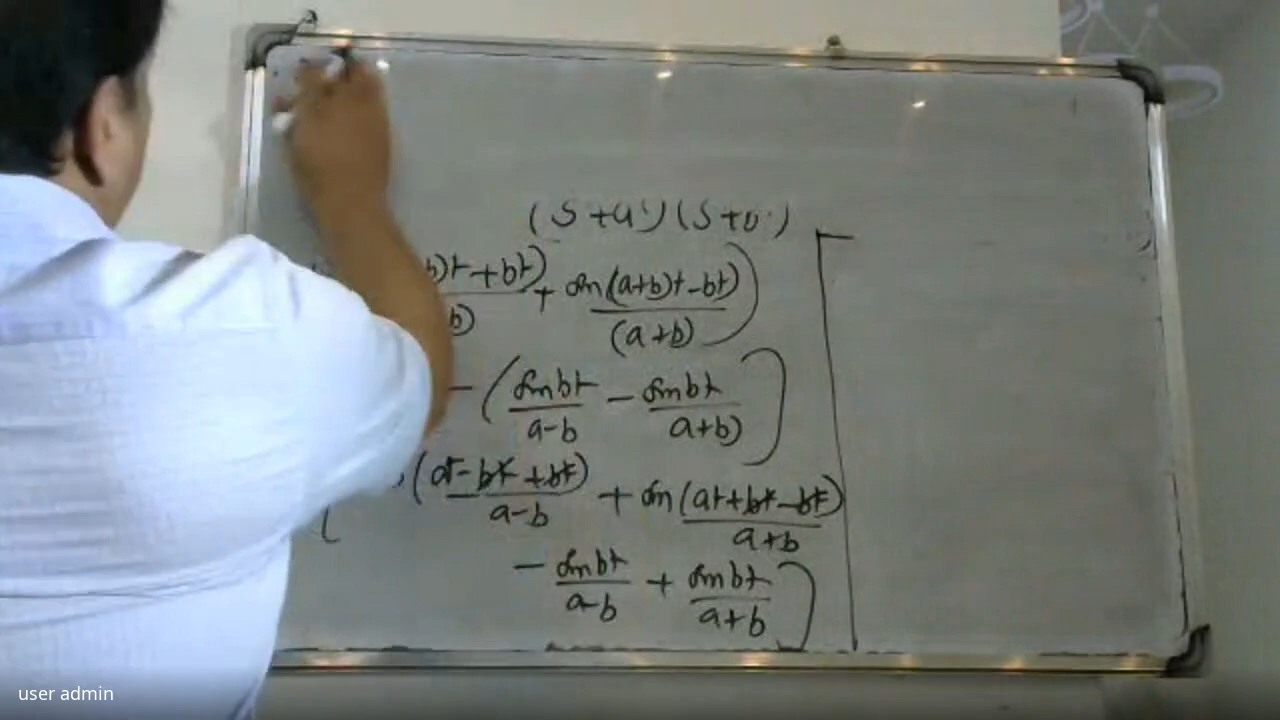 (S + a²)(S + b²)
b)t + bt) + sin((a+b)t - bt))
b) (a+b)
- (sin bt - sin bt)
a-b a+b)
(at - bt + bt) + sin(at + bt - bt)
a-b a+b
- sin bt + sin bt)
a-b a+b
user admin